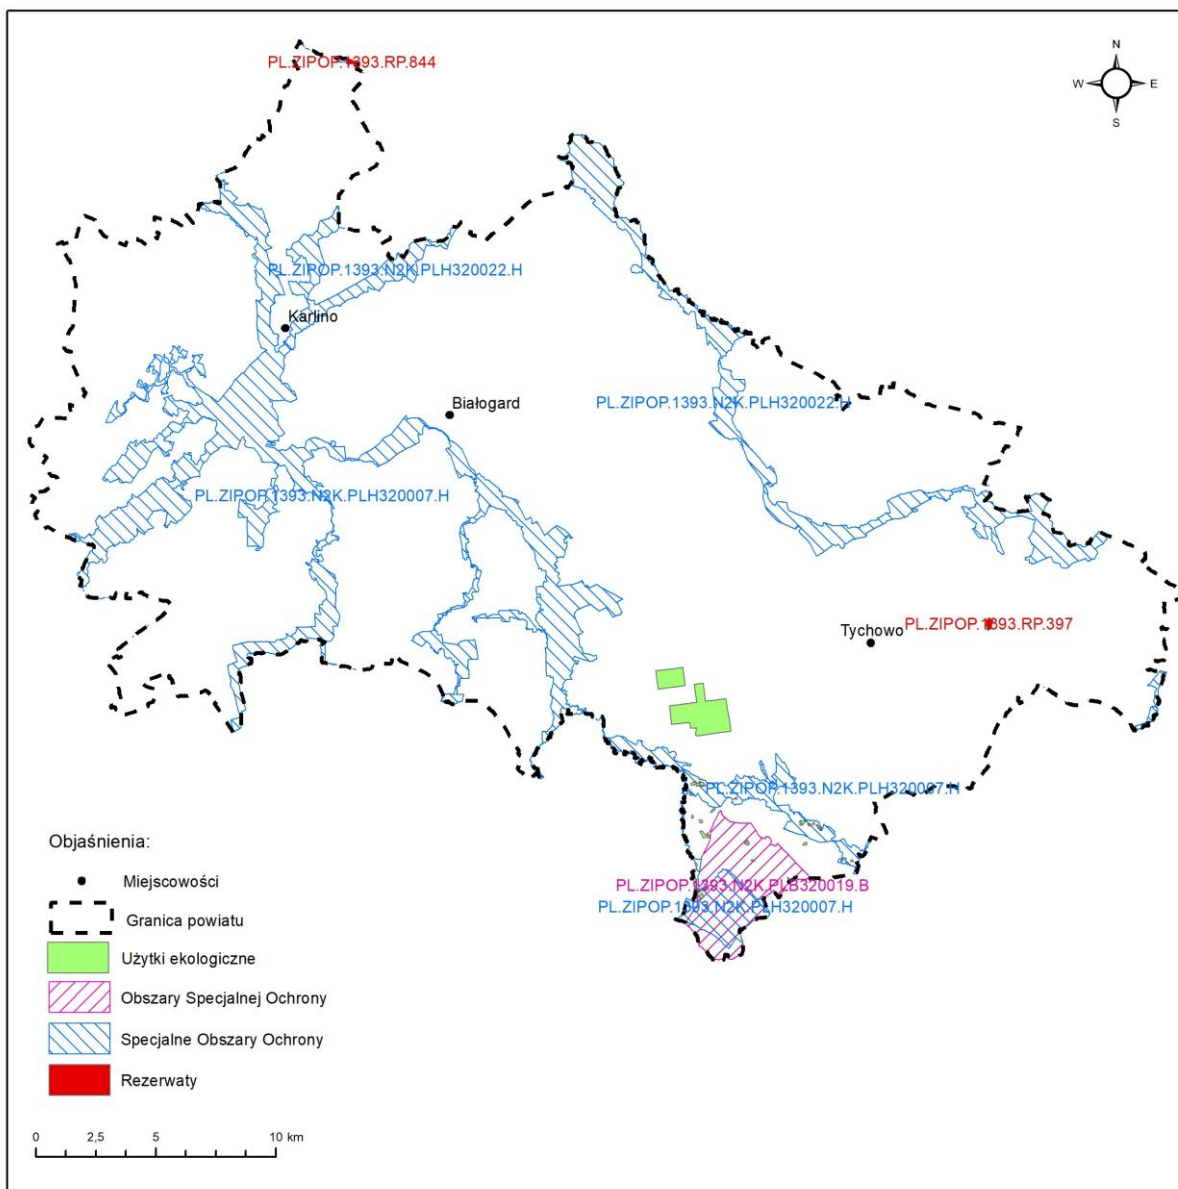 PL.ZIPOP.1393.RP.844
N
W E
S
PL.ZIPOP.1393.N2K.PLH320022.H
Karlino
Białogard
PL.ZIPOP.1393.N2K.PLH320022.H
PL.ZIPOP.1393.N2K.PLH320007.H
PL.ZIPOP.1393.RP.397
Tychowo
PL.ZIPOP.1393.N2K.PLH320007.H
PL.ZIPOP.1393.N2K.PLB320019.B
PL.ZIPOP.1393.N2K.PLH320007.H
Objaśnienia:
Miejscowości
Granica powiatu
Użytki ekologiczne
Obszary Specjalnej Ochrony
Specjalne Obszary Ochrony
Rezerwaty
0 2,5 5 10 km